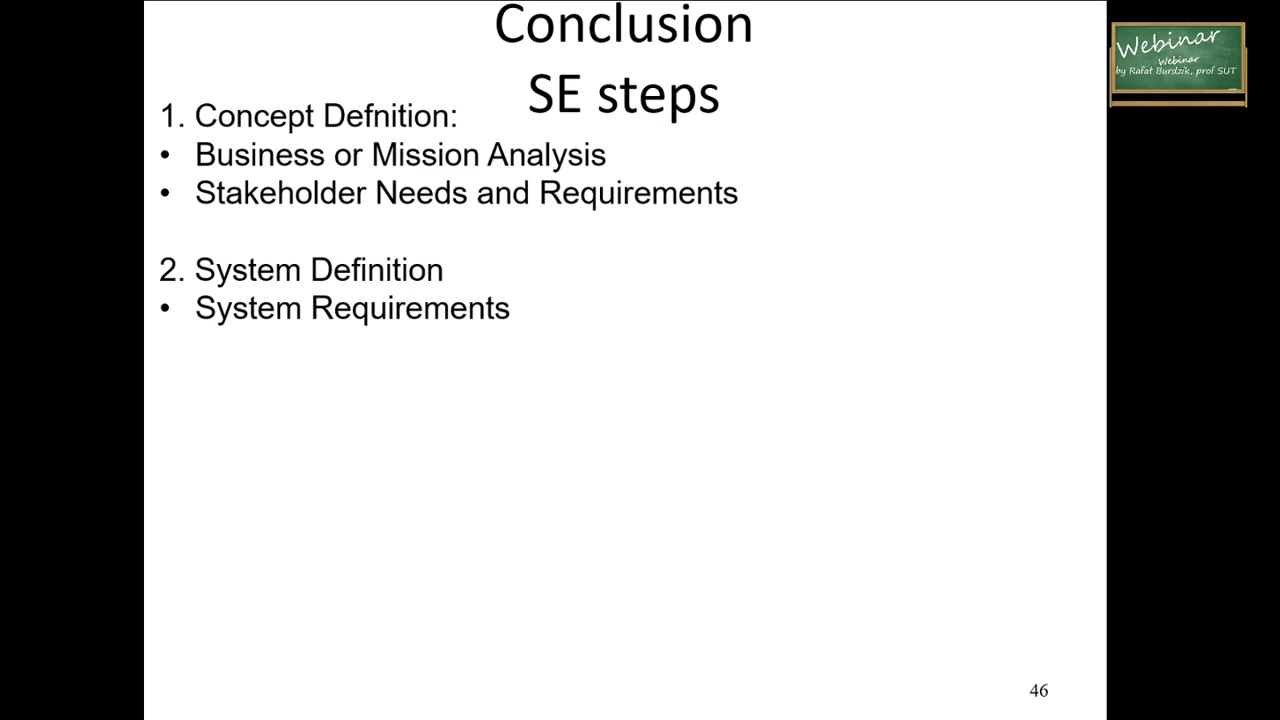 Conclusion
SE steps
1. Concept Defnition:
• Business or Mission Analysis
• Stakeholder Needs and Requirements
2. System Definition
• System Requirements
46
Webinar
Webinar
by Rafał Burdzik, prof SUT